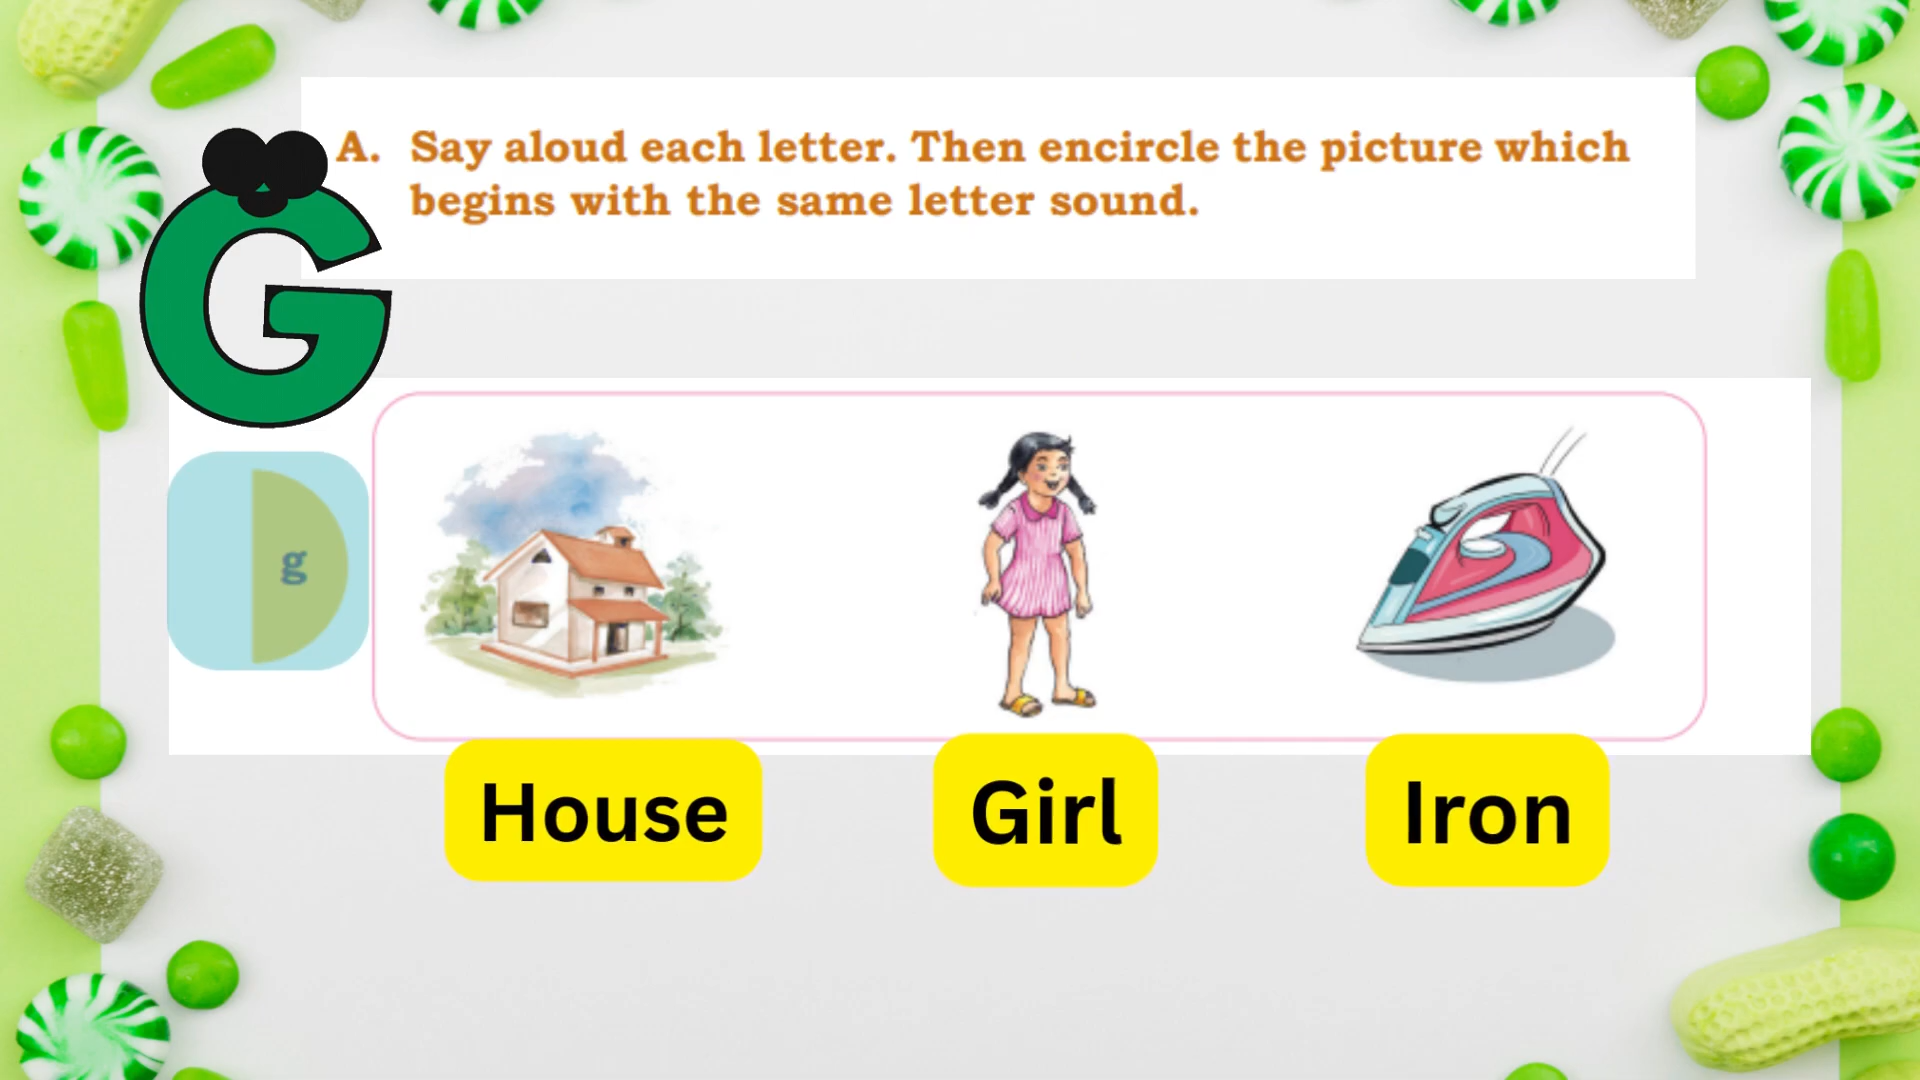 A. Say aloud each letter. Then encircle the picture which
begins with the same letter sound.
G
g
House Girl Iron